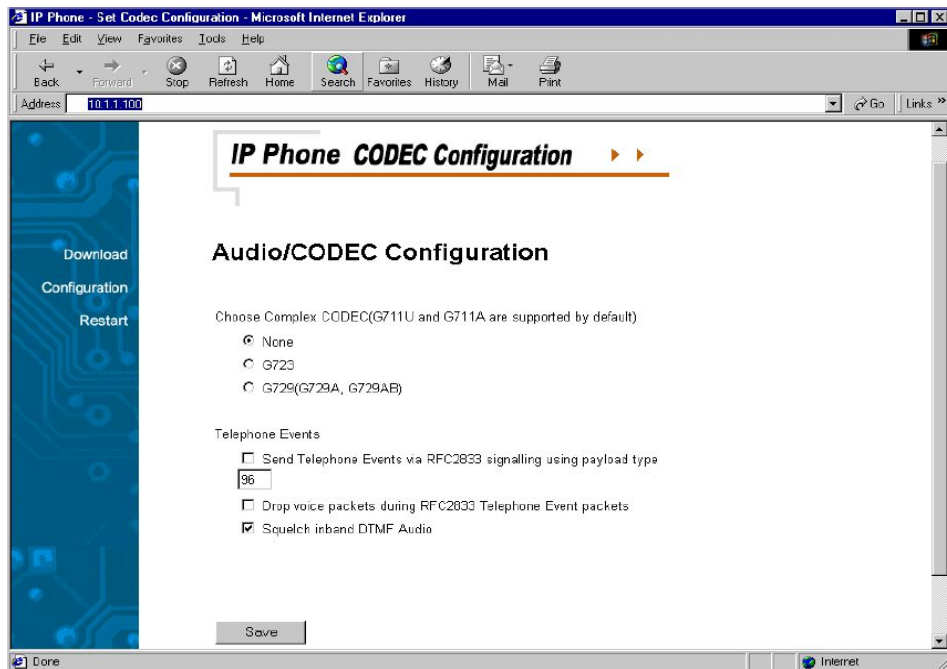 IP Phone - Set Codec Configuration - Microsoft Internet Explorer
File Edit View Favorites Tools Help
Back Forward Stop Refresh Home Search Favorites History Mail Print
Address 10.1.1.100 Go Links »
IP Phone CODEC Configuration
Download
Configuration
Restart
Audio/CODEC Configuration
Choose Complex CODEC(G711U and G711A are supported by default)
None
G723
G729(G729A, G729AB)
Telephone Events
Send Telephone Events via RFC2833 signalling using payload type
96
Drop voice packets during RFC2833 Telephone Event packets
Squelch inband DTMF Audio
Save
Done Internet